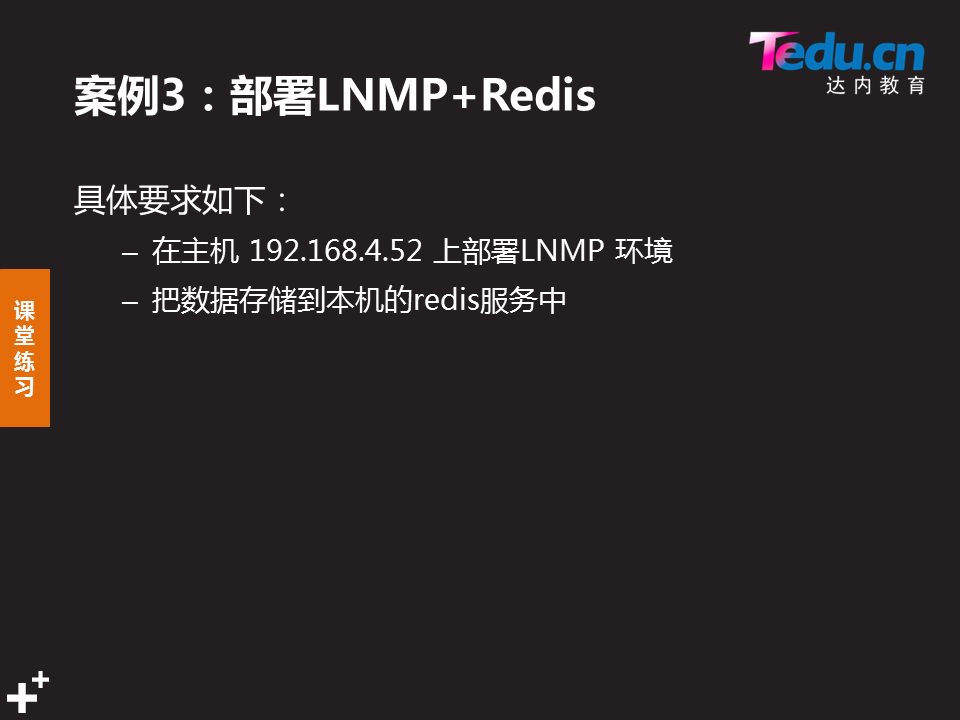 Tedu.cn
达内教育
案例3：部署LNMP+Redis
具体要求如下：
– 在主机 192.168.4.52 上部署LNMP 环境
– 把数据存储到本机的redis服务中
课
堂
练
习